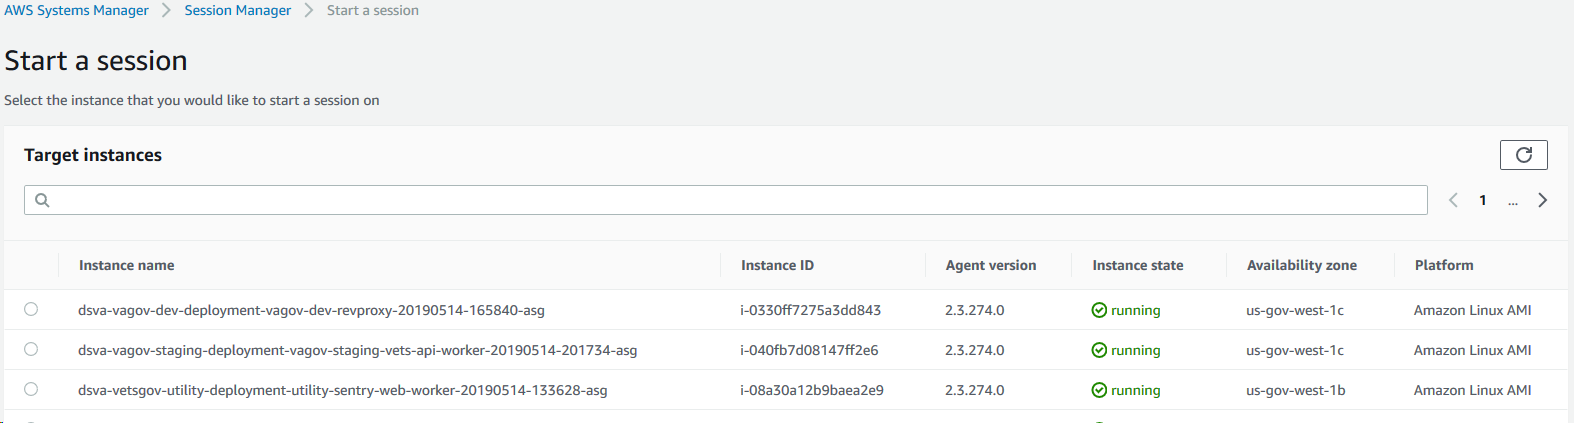 AWS Systems Manager > Session Manager > Start a session
Start a session
Select the instance that you would like to start a session on
Target instances
1 ...
Instance name Instance ID Agent version Instance state Availability zone Platform
dsva-vagov-dev-deployment-vagov-dev-revproxy-20190514-165840-asg i-0330ff7275a3dd843 2.3.274.0 running us-gov-west-1c Amazon Linux AMI
dsva-vagov-staging-deployment-vagov-staging-vets-api-worker-20190514-201734-asg i-040fb7d08147ff2e6 2.3.274.0 running us-gov-west-1c Amazon Linux AMI
dsva-vetsgov-utility-deployment-utility-sentry-web-worker-20190514-133628-asg i-08a30a12b9baea2e9 2.3.274.0 running us-gov-west-1b Amazon Linux AMI